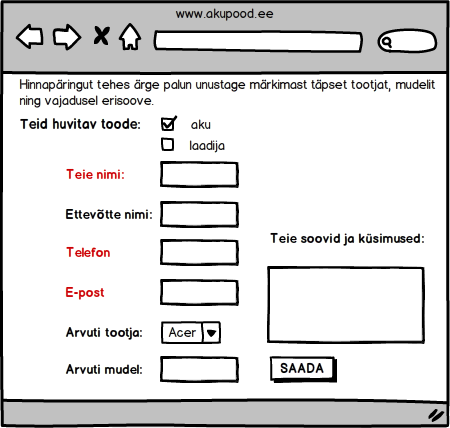 www.akupood.ee
Hinnapäringut tehes ärge palun unustage märkimast täpset tootjat, mudelit
ning vajadusel erisoove.
Teid huvitav toode:
aku
laadija
Teie nimi:
Ettevõtte nimi:
Telefon
E-post
Arvuti tootja:
Acer
Arvuti mudel:
Teie soovid ja küsimused:
SAADA